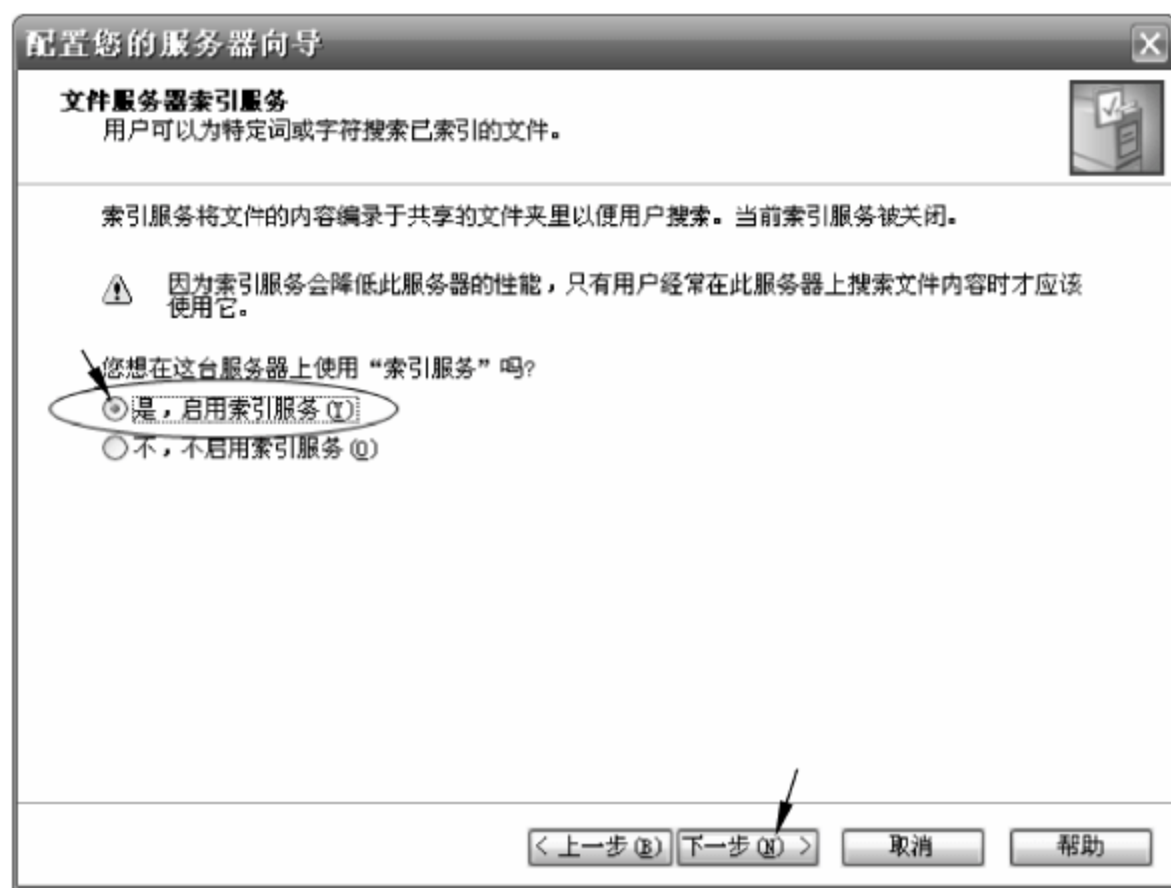 配置您的服务器向导
文件服务器索引服务
用户可以为特定词或字符搜索已索引的文件。
索引服务将文件的内容编录于共享的文件夹里以便用户搜索。当前索引服务被关闭。
因为索引服务会降低此服务器的性能，只有用户经常在此服务器上搜索文件内容时才应该
使用它。
您想在这台服务器上使用“索引服务”吗?
是，启用索引服务(Y)
不，不启用索引服务(O)
< 上一步(B) 下一步(N) > 取消 帮助